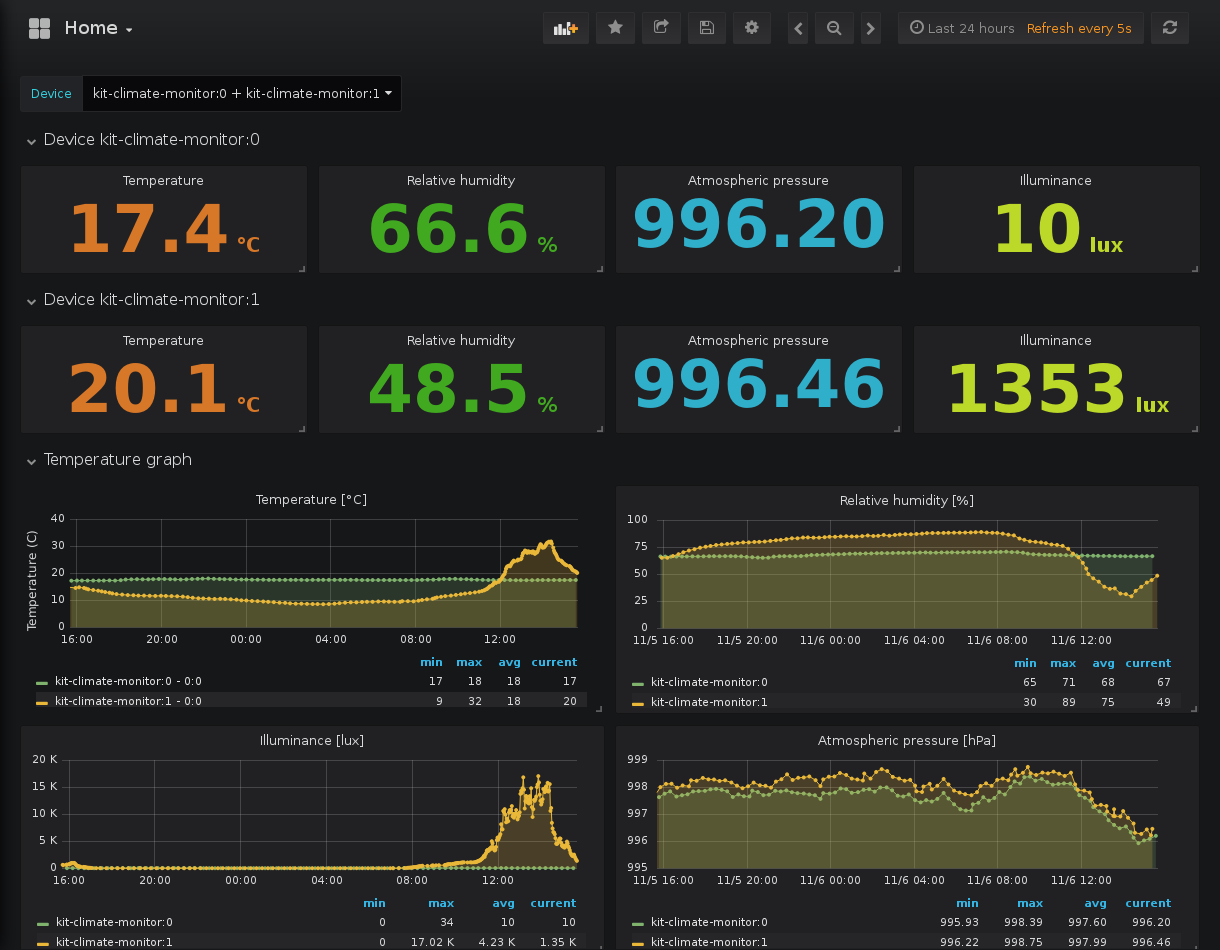 Home
Last 24 hours Refresh every 5s
Device kit-climate-monitor:0 + kit-climate-monitor:1
Device kit-climate-monitor:0
Temperature Relative humidity Atmospheric pressure Illuminance
17.4 °C 66.6 % 996.20 10 lux
Device kit-climate-monitor:1
Temperature Relative humidity Atmospheric pressure Illuminance
20.1 °C 48.5 % 996.46 1353 lux
Temperature graph
Temperature [°C]
Temperature (C)
40
30
20
10
0
16:00 20:00 00:00 04:00 08:00 12:00
min max avg current
kit-climate-monitor:0 - 0:0 17 18 18 17
kit-climate-monitor:1 - 0:0 9 32 18 20
Relative humidity [%]
100
75
50
25
0
11/5 16:00 11/5 20:00 11/6 00:00 11/6 04:00 11/6 08:00 11/6 12:00
min max avg current
kit-climate-monitor:0 65 71 68 67
kit-climate-monitor:1 30 89 75 49
Illuminance [lux]
20 K
15 K
10 K
5 K
0
16:00 20:00 00:00 04:00 08:00 12:00
min max avg current
kit-climate-monitor:0 0 34 10 10
kit-climate-monitor:1 0 17.02 K 4.23 K 1.35 K
Atmospheric pressure [hPa]
999
998
997
996
995
11/5 16:00 11/5 20:00 11/6 00:00 11/6 04:00 11/6 08:00 11/6 12:00
min max avg current
kit-climate-monitor:0 995.93 998.39 997.60 996.20
kit-climate-monitor:1 996.22 998.75 997.99 996.46